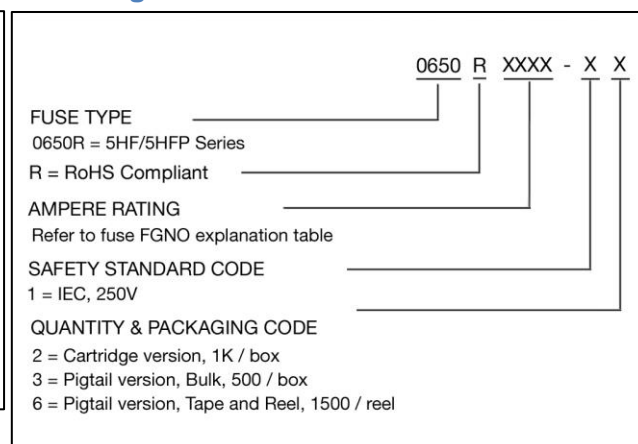 0650 R XXXX - X X
FUSE TYPE
0650R = 5HF/5HFP Series
R = RoHS Compliant
AMPERE RATING
Refer to fuse FGNO explanation table
SAFETY STANDARD CODE
1 = IEC, 250V
QUANTITY & PACKAGING CODE
2 = Cartridge version, 1K / box
3 = Pigtail version, Bulk, 500 / box
6 = Pigtail version, Tape and Reel, 1500 / reel